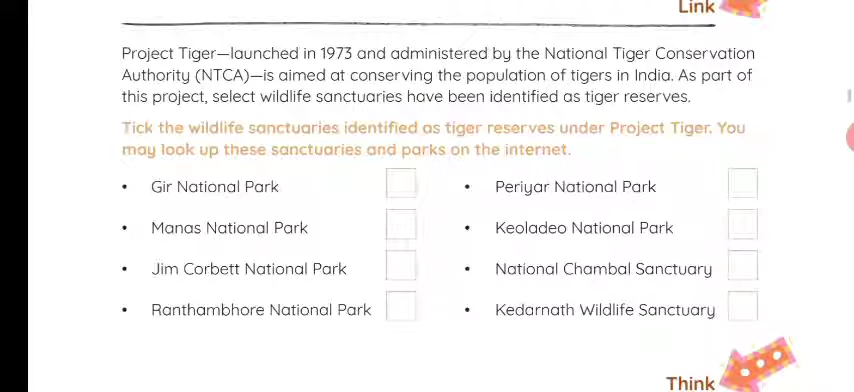 Link
Project Tiger—launched in 1973 and administered by the National Tiger Conservation
Authority (NTCA)—is aimed at conserving the population of tigers in India. As part of
this project, select wildlife sanctuaries have been identified as tiger reserves.
Tick the wildlife sanctuaries identified as tiger reserves under Project Tiger. You
may look up these sanctuaries and parks on the internet.
• Gir National Park
• Manas National Park
• Jim Corbett National Park
• Ranthambhore National Park
• Periyar National Park
• Keoladeo National Park
• National Chambal Sanctuary
• Kedarnath Wildlife Sanctuary
Think